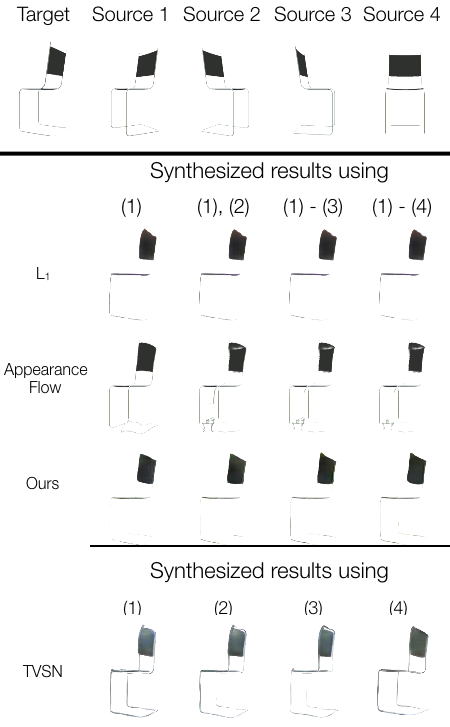 Target Source 1 Source 2 Source 3 Source 4
Synthesized results using
(1) (1), (2) (1) - (3) (1) - (4)
L₁
Appearance
Flow
Ours
Synthesized results using
(1) (2) (3) (4)
TVSN